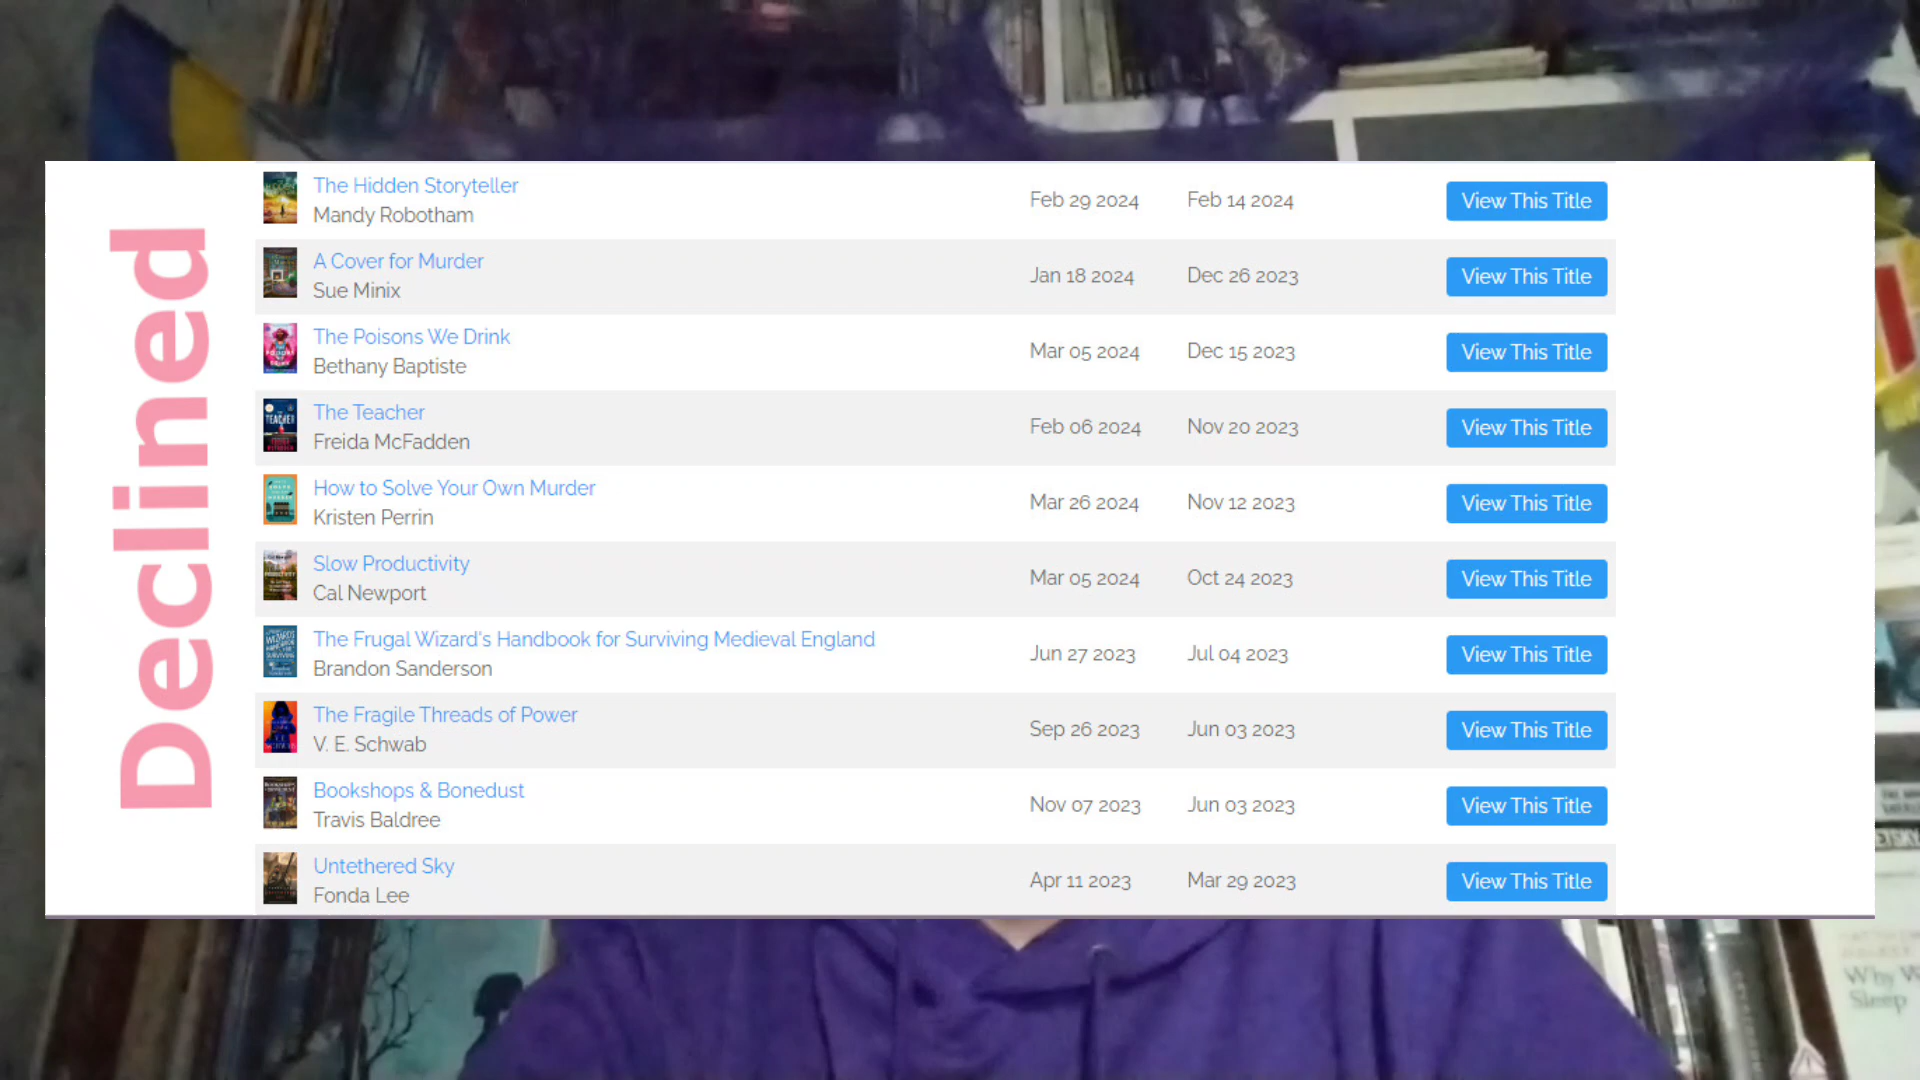 Declined
The Hidden Storyteller
Mandy Robotham
Feb 29 2024
Feb 14 2024
View This Title
A Cover for Murder
Sue Minix
Jan 18 2024
Dec 26 2023
View This Title
The Poisons We Drink
Bethany Baptiste
Mar 05 2024
Dec 15 2023
View This Title
The Teacher
Freida McFadden
Feb 06 2024
Nov 20 2023
View This Title
TEACHER
How to Solve Your Own Murder
Kristen Perrin
Mar 26 2024
Nov 12 2023
View This Title
Slow Productivity
Cal Newport
Mar 05 2024
Oct 24 2023
View This Title
The Frugal Wizard's Handbook for Surviving Medieval England
Brandon Sanderson
Jun 27 2023
Jul 04 2023
View This Title
The Fragile Threads of Power
V. E. Schwab
Sep 26 2023
Jun 03 2023
View This Title
Bookshops & Bonedust
Travis Baldree
Nov 07 2023
Jun 03 2023
View This Title
Untethered Sky
Fonda Lee
Apr 11 2023
Mar 29 2023
View This Title
Why W
Sleep